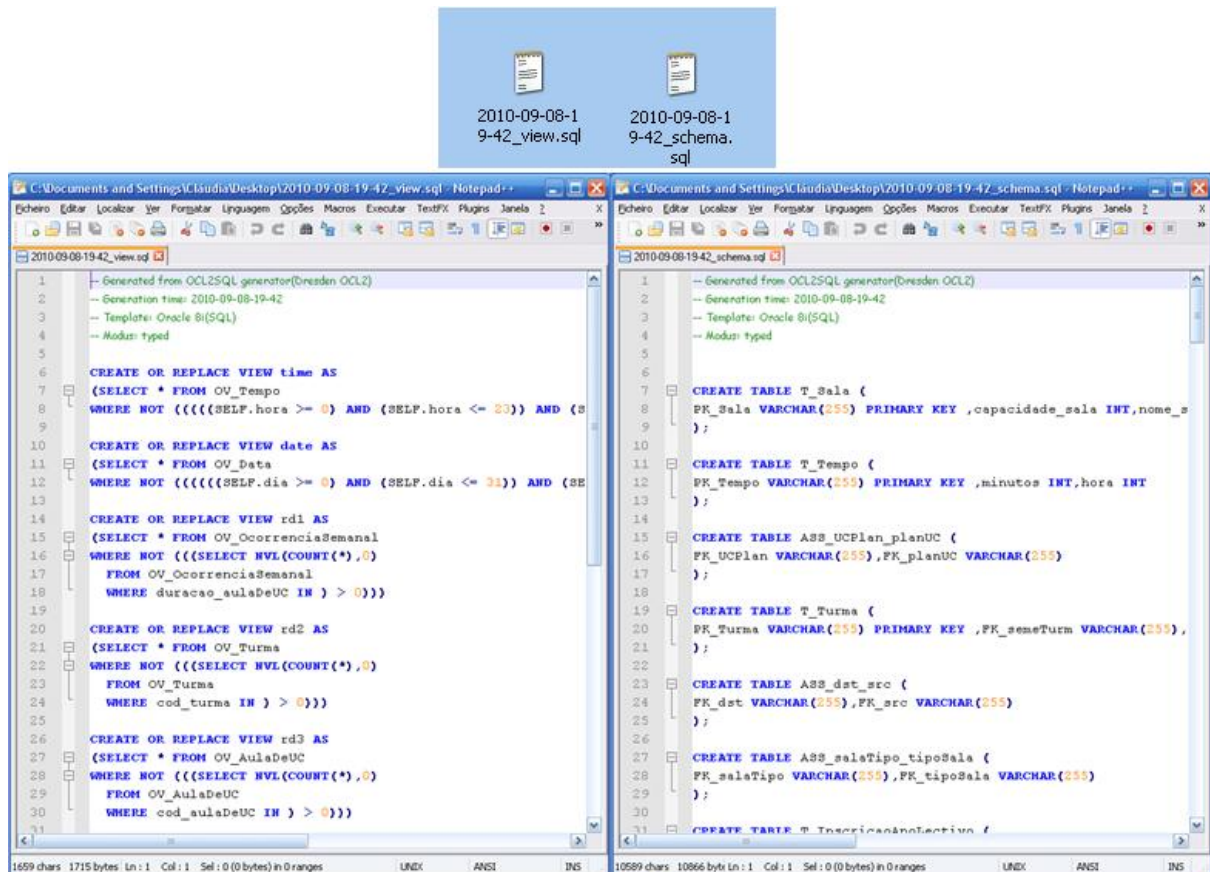 2010-09-08-1
9-42_view.sql
2010-09-08-1
9-42_schema.
sql
C:\Documents and Settings\Cláudia\Desktop\2010-09-08-19-42_view.sql - Notepad++
Ficheiro Editar Localizar Ver Formatar Linguagem Opções Macros Executar TextFX Plugins Janela ? X
2010-09-08-19-42_view.sql
1 -- Generated from OCL2SQL generator(Dresden OCL2)
2 -- Generation time: 2010-09-08-19-42
3 -- Template: Oracle 8i(SQL)
4 -- Modus: typed
5
6 CREATE OR REPLACE VIEW time AS
7 (SELECT * FROM OV_Tempo
8 WHERE NOT (((((SELF.hora >= 0) AND (SELF.hora <= 23)) AND (S
9
10 CREATE OR REPLACE VIEW date AS
11 (SELECT * FROM OV_Data
12 WHERE NOT ((((((SELF.dia >= 0) AND (SELF.dia <= 31)) AND (SE
13
14 CREATE OR REPLACE VIEW rd1 AS
15 (SELECT * FROM OV_OcorrenciaSemanal
16 WHERE NOT (((SELECT NVL(COUNT(*),0)
17 FROM OV_OcorrenciaSemanal
18 WHERE duracao_aulaDeUC IN ) > 0)))
19
20 CREATE OR REPLACE VIEW rd2 AS
21 (SELECT * FROM OV_Turma
22 WHERE NOT (((SELECT NVL(COUNT(*),0)
23 FROM OV_Turma
24 WHERE cod_turma IN ) > 0)))
25
26 CREATE OR REPLACE VIEW rd3 AS
27 (SELECT * FROM OV_AulaDeUC
28 WHERE NOT (((SELECT NVL(COUNT(*),0)
29 FROM OV_AulaDeUC
30 WHERE cod_aulaDeUC IN ) > 0)))
31
1659 chars 1715 bytes Ln : 1 Col : 1 Sel : 0 (0 bytes) in 0 ranges UNIX ANSI INS
C:\Documents and Settings\Cláudia\Desktop\2010-09-08-19-42_schema.sql - Notepad++
Ficheiro Editar Localizar Ver Formatar Linguagem Opções Macros Executar TextFX Plugins Janela ? X
2010-09-08-19-42_schema.sql
1 -- Generated from OCL2SQL generator(Dresden OCL2)
2 -- Generation time: 2010-09-08-19-42
3 -- Template: Oracle 8i(SQL)
4 -- Modus: typed
5
6
7 CREATE TABLE T_Sala (
8 PK_Sala VARCHAR(255) PRIMARY KEY ,capacidade_sala INT,nome_s
9 );
10
11 CREATE TABLE T_Tempo (
12 PK_Tempo VARCHAR(255) PRIMARY KEY ,minutos INT,hora INT
13 );
14
15 CREATE TABLE ASS_UCPlan_planUC (
16 FK_UCPlan VARCHAR(255),FK_planUC VARCHAR(255)
17 );
18
19 CREATE TABLE T_Turma (
20 PK_Turma VARCHAR(255) PRIMARY KEY ,FK_semeTurm VARCHAR(255),
21 );
22
23 CREATE TABLE ASS_dst_src (
24 FK_dst VARCHAR(255),FK_src VARCHAR(255)
25 );
26
27 CREATE TABLE ASS_salaTipo_tipoSala (
28 FK_salaTipo VARCHAR(255),FK_tipoSala VARCHAR(255)
29 );
30
31 CREATE TABLE T_InscricaoAnoLectivo (
10589 chars 10866 byte Ln : 1 Col : 1 Sel : 0 (0 bytes) in 0 ranges UNIX ANSI INS